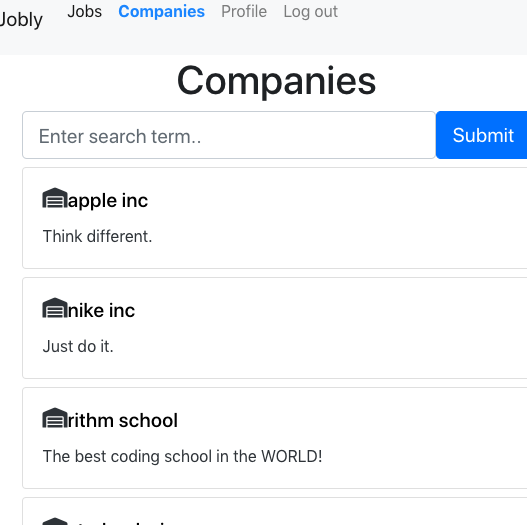 Jobly Jobs Companies Profile Log out
Companies
Enter search term.. Submit
apple inc
Think different.
nike inc
Just do it.
rithm school
The best coding school in the WORLD!